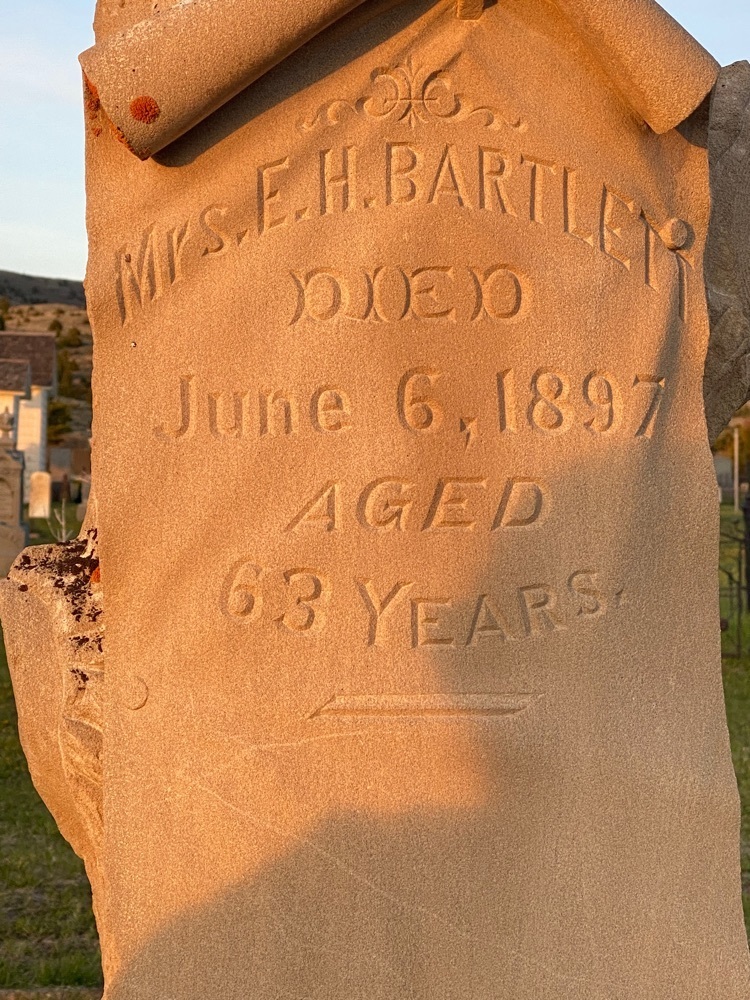 Mrs. E. H. BARTLETT
DIED
June 6, 1897
AGED
63 YEARS.